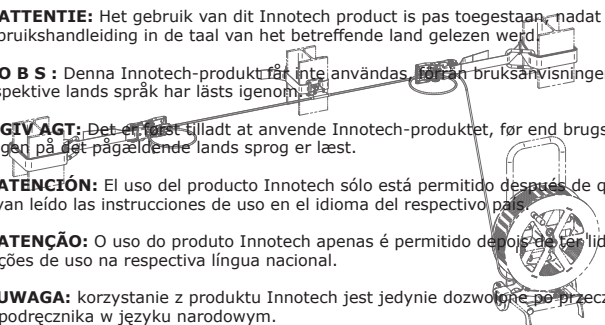 ATTENTIE: Het gebruik van dit Innotech product is pas toegestaan, nadat
bruikshandleiding in de taal van het betreffende land gelezen werd.
O B S : Denna Innotech-produkt får inte användas, förrän bruksanvisningen
spektive lands språk har lästs igenom.
GIV AGT: Det er først tilladt at anvende Innotech-produktet, før end brugs
gen på det pågældende lands sprog er læst.
ATENCIÓN: El uso del producto Innotech sólo está permitido después de q
yan leído las instrucciones de uso en el idioma del respectivo país.
ATENÇÃO: O uso do produto Innotech apenas é permitido depois de ter lid
ções de uso na respectiva língua nacional.
UWAGA: korzystanie z produktu Innotech jest jedynie dozwolone po przecz
podręcznika w języku narodowym.